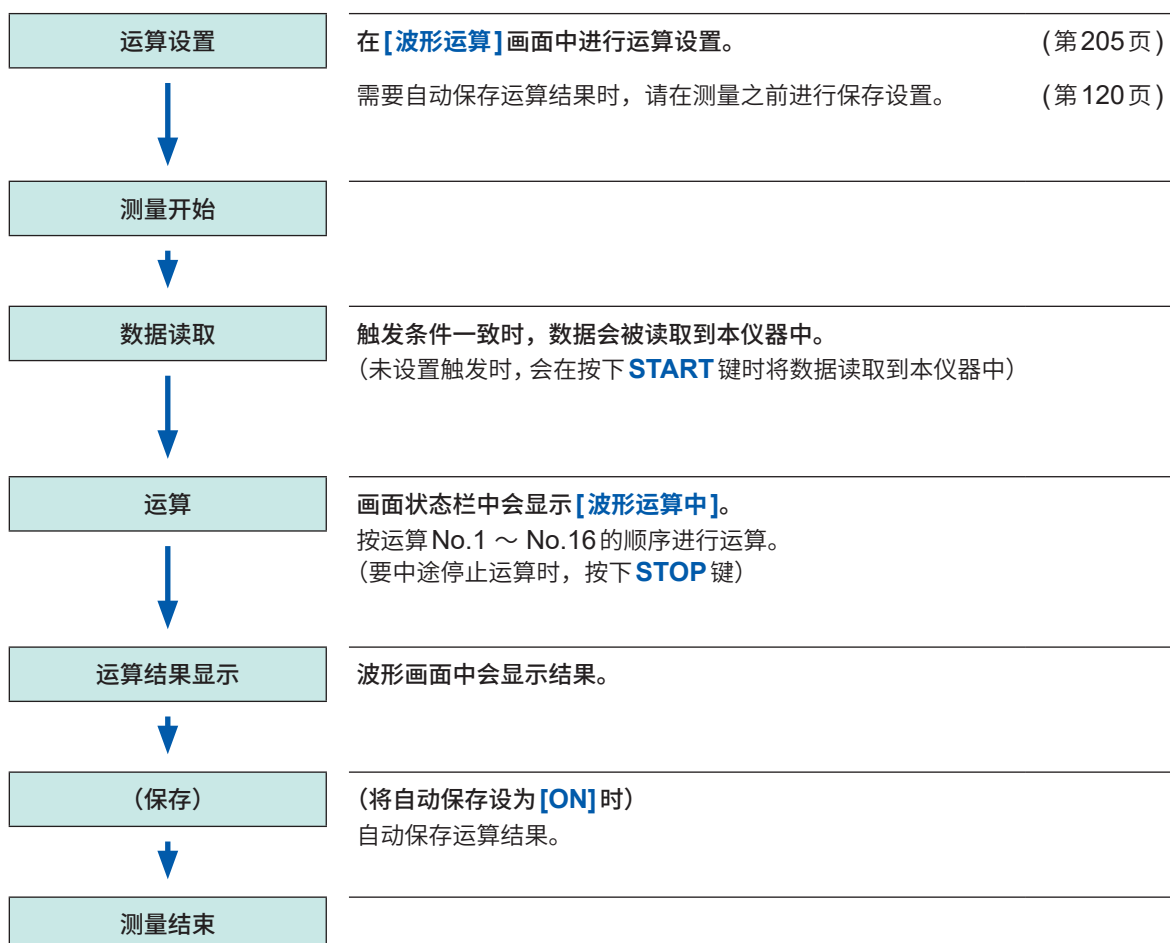 运算设置
在[波形运算]画面中进行运算设置。 (第205页)
需要自动保存运算结果时，请在测量之前进行保存设置。 (第120页)
测量开始
数据读取
触发条件一致时，数据会被读取到本仪器中。
（未设置触发时，会在按下START键时将数据读取到本仪器中）
运算
画面状态栏中会显示[波形运算中]。
按运算No.1 ～ No.16的顺序进行运算。
（要中途停止运算时，按下STOP键）
运算结果显示
波形画面中会显示结果。
（保存）
（将自动保存设为[ON]时）
自动保存运算结果。
测量结束